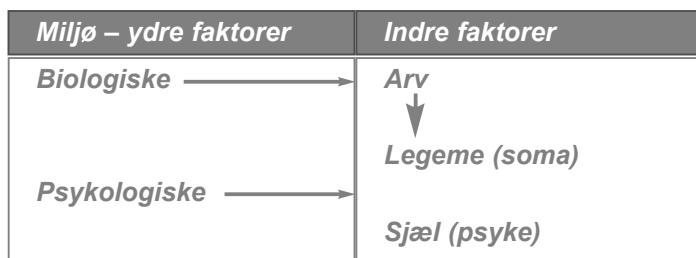 Miljø – ydre faktorer
Indre faktorer
Biologiske
Arv
Legeme (soma)
Psykologiske
Sjæl (psyke)